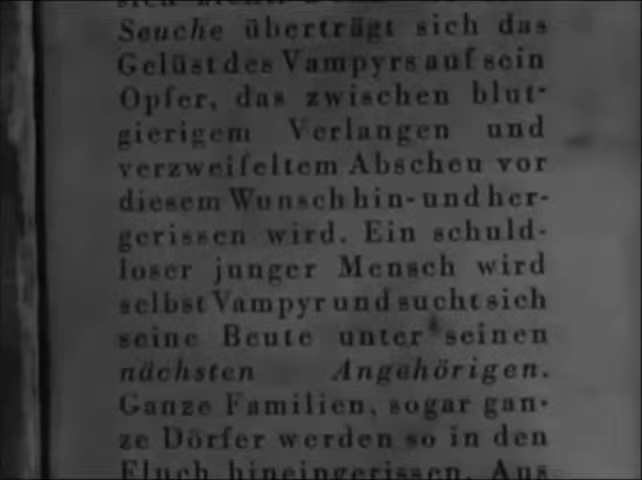 Seuche überträgt sich das
Gelüst des Vampyrs auf sein
Opfer, das zwischen blut-
gierigem Verlangen und
verzweifeltem Abscheu vor
diesem Wunsch hin- und her-
gerissen wird. Ein schuld-
loser junger Mensch wird
selbst Vampyr und sucht sich
seine Beute unter seinen
nächsten Angehörigen.
Ganze Familien, sogar gan-
ze Dörfer werden so in den
Fluch hineingerissen. Aus